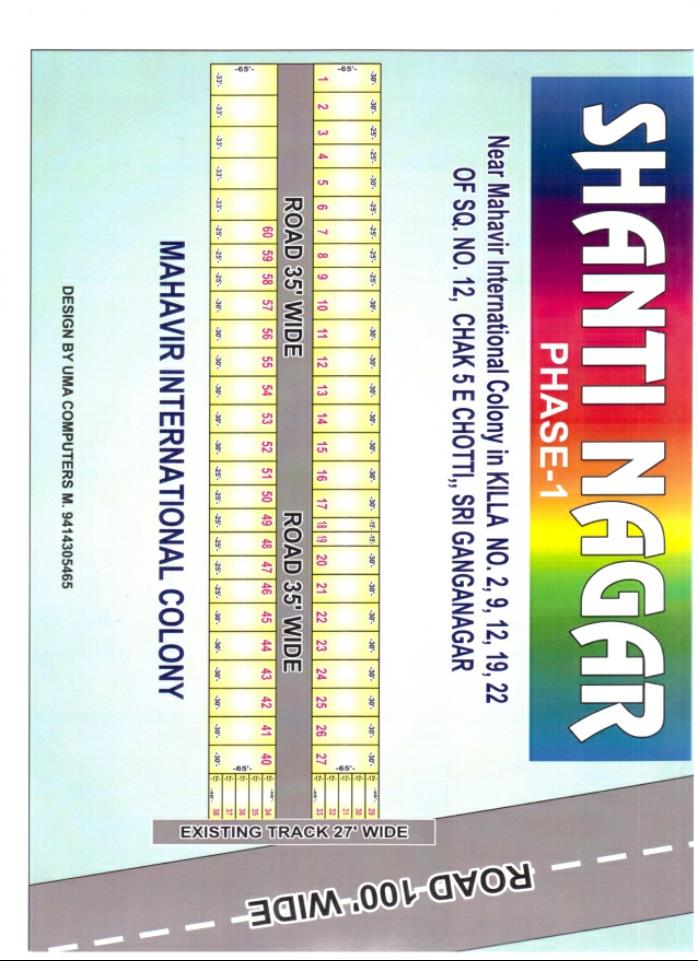 SHANTI NAGAR
PHASE-1
Near Mahavir International Colony in KILLA NO. 2, 9, 12, 19, 22
OF SQ. NO. 12, CHAK 5 E CHOTTI,, SRI GANGANAGAR
ROAD 100' WIDE
EXISTING TRACK 27' WIDE
-30'- -30'- -25'- -25'- -30'- -25'- -25'- -25'- -30'- -30'- -30'- -30'- -30'- -30'- -30'- -30'- -15'- -15'- -30'- -30'- -30'- -30'- -30'- -30'- -30'- -30'-
-65'- -65'-
1 2 3 4 5 6 7 8 9 10 11 12 13 14 15 16 17 18 19 20 21 22 23 24 25 26 27
29
30
31
32
33
ROAD 35' WIDE ROAD 35' WIDE
60 59 58 57 56 55 54 53 52 51 50 49 48 47 46 45 44 43 42 41 40
34
35
36
37
38
-65'- -65'-
-33'- -33'- -33'- -33'- -33'- -25'- -25'- -25'- -30'- -30'- -30'- -30'- -30'- -30'- -25'- -25'- -25'- -25'- -25'- -30'- -30'- -30'- -30'- -30'- -30'-
MAHAVIR INTERNATIONAL COLONY
DESIGN BY UMA COMPUTERS M. 9414305465